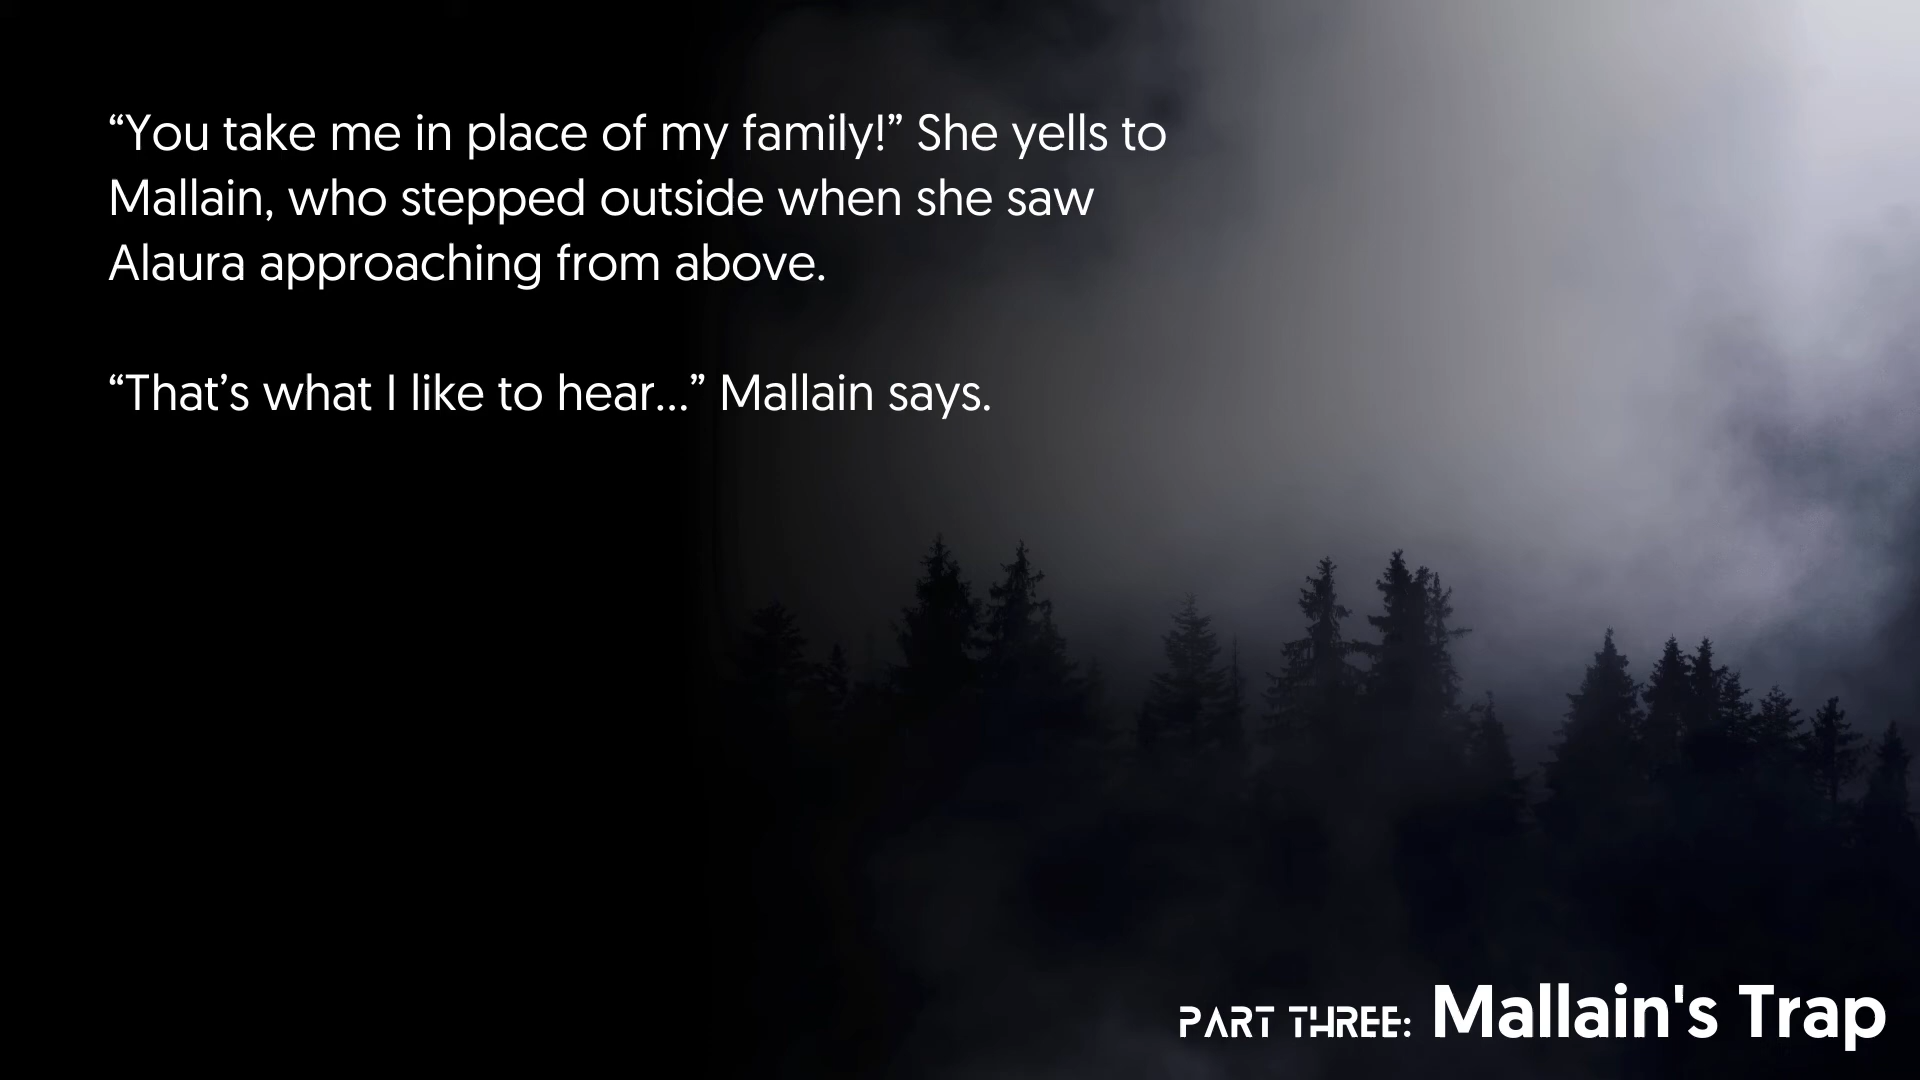 “You take me in place of my family!” She yells to
Mallain, who stepped outside when she saw
Alaura approaching from above.
“That’s what I like to hear...” Mallain says.
PART THREE: Mallain's Trap